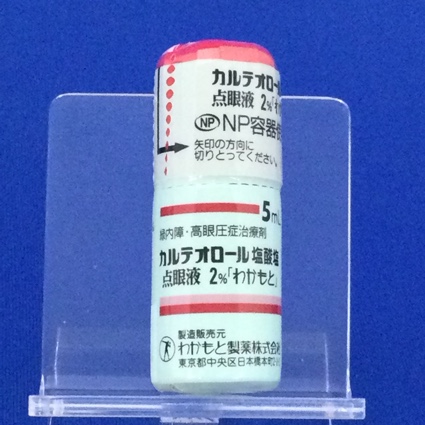 カルテオロール
点眼液 2%「わか
NP NP容器
矢印の方向に
切りとってください。
5mL
緑内障・高眼圧症治療剤
カルテオロール塩酸塩
点眼液 2%「わかもと」
製造販売元
わかもと製薬株式会社
東京都中央区日本橋本町2-